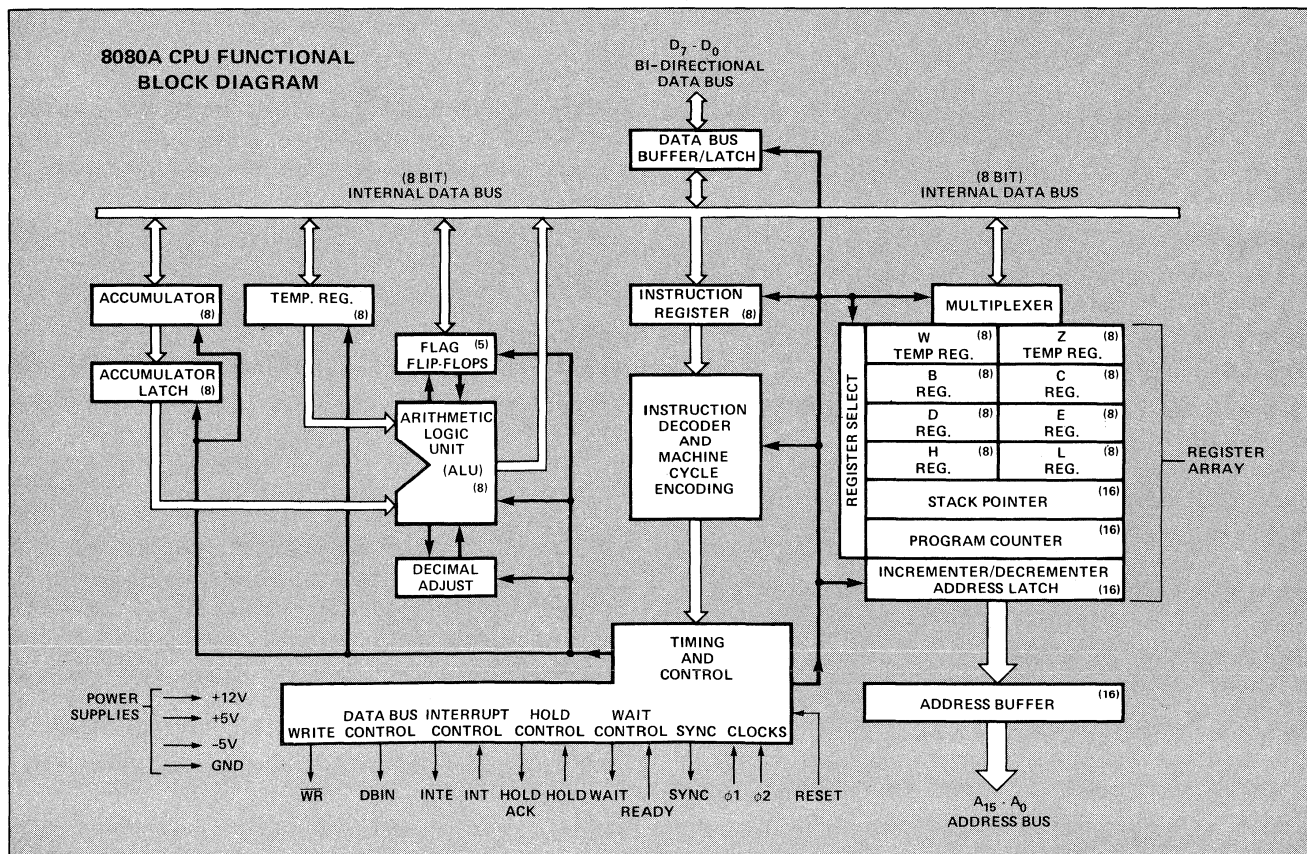 8080A CPU FUNCTIONAL
BLOCK DIAGRAM
D7 - D0
BI-DIRECTIONAL
DATA BUS
DATA BUS
BUFFER/LATCH
(8 BIT)
INTERNAL DATA BUS
(8 BIT)
INTERNAL DATA BUS
ACCUMULATOR
(8)
TEMP. REG.
(8)
INSTRUCTION
REGISTER (8)
MULTIPLEXER
FLAG (5)
FLIP-FLOPS
ACCUMULATOR
LATCH (8)
ARITHMETIC
LOGIC
UNIT
(ALU)
(8)
DECIMAL
ADJUST
INSTRUCTION
DECODER
AND
MACHINE
CYCLE
ENCODING
REGISTER SELECT
W (8)
TEMP REG.
Z (8)
TEMP REG.
B (8)
REG.
C (8)
REG.
D (8)
REG.
E (8)
REG.
H (8)
REG.
L (8)
REG.
STACK POINTER (16)
PROGRAM COUNTER (16)
INCREMENTER/DECREMENTER
ADDRESS LATCH (16)
REGISTER
ARRAY
TIMING
AND
CONTROL
POWER
SUPPLIES
+12V
+5V
-5V
GND
WRITE
DATA BUS
CONTROL
INTERRUPT
CONTROL
HOLD
CONTROL
WAIT
CONTROL
SYNC
CLOCKS
ADDRESS BUFFER (16)
W̅R̅
DBIN
INTE
INT
HOLD
ACK
HOLD
WAIT
READY
SYNC
φ1
φ2
RESET
A15 - A0
ADDRESS BUS